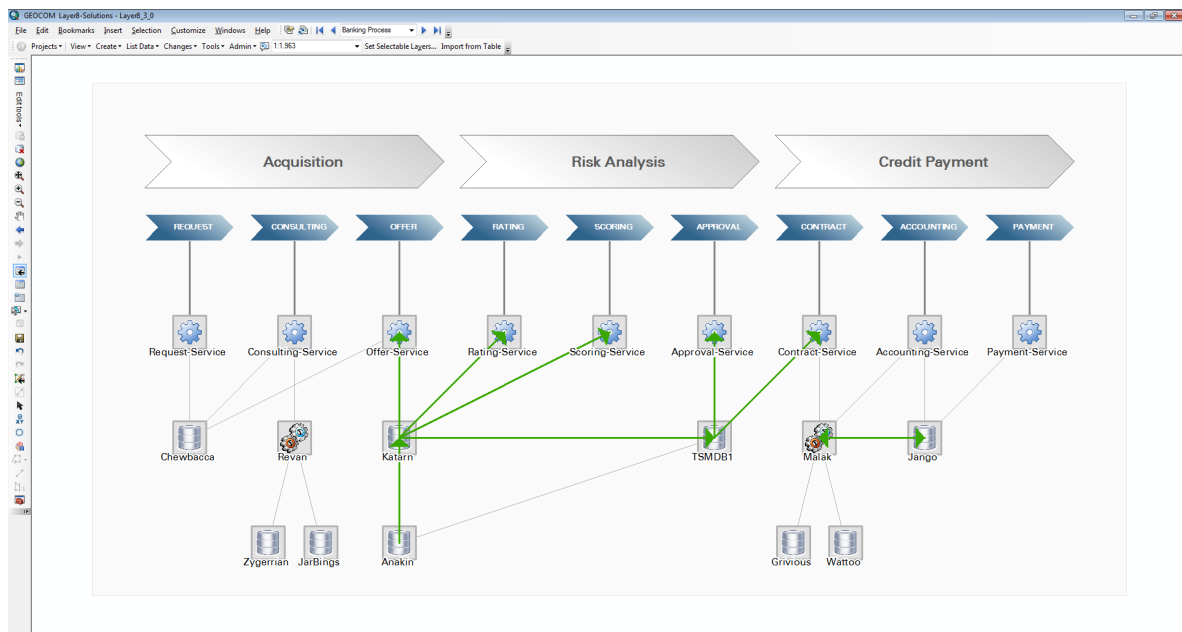 GEOCOM Layer8-Solutions - Layer8_3_0
File Edit Bookmarks Insert Selection Customize Windows Help Banking Process
Projects View Create List Data Changes Tools Admin 1:1.963 Set Selectable Layers... Import from Table
Edit tools
Acquisition Risk Analysis Credit Payment
REQUEST CONSULTING OFFER RATING SCORING APPROVAL CONTRACT ACCOUNTING PAYMENT
Request-Service Consulting-Service Offer-Service Rating-Service Scoring-Service Approval-Service Contract-Service Accounting-Service Payment-Service
Chewbacca Revan Katarn TSMDB1 Malak Jango
Zygerrian JarBings Anakin Grivious Wattoo